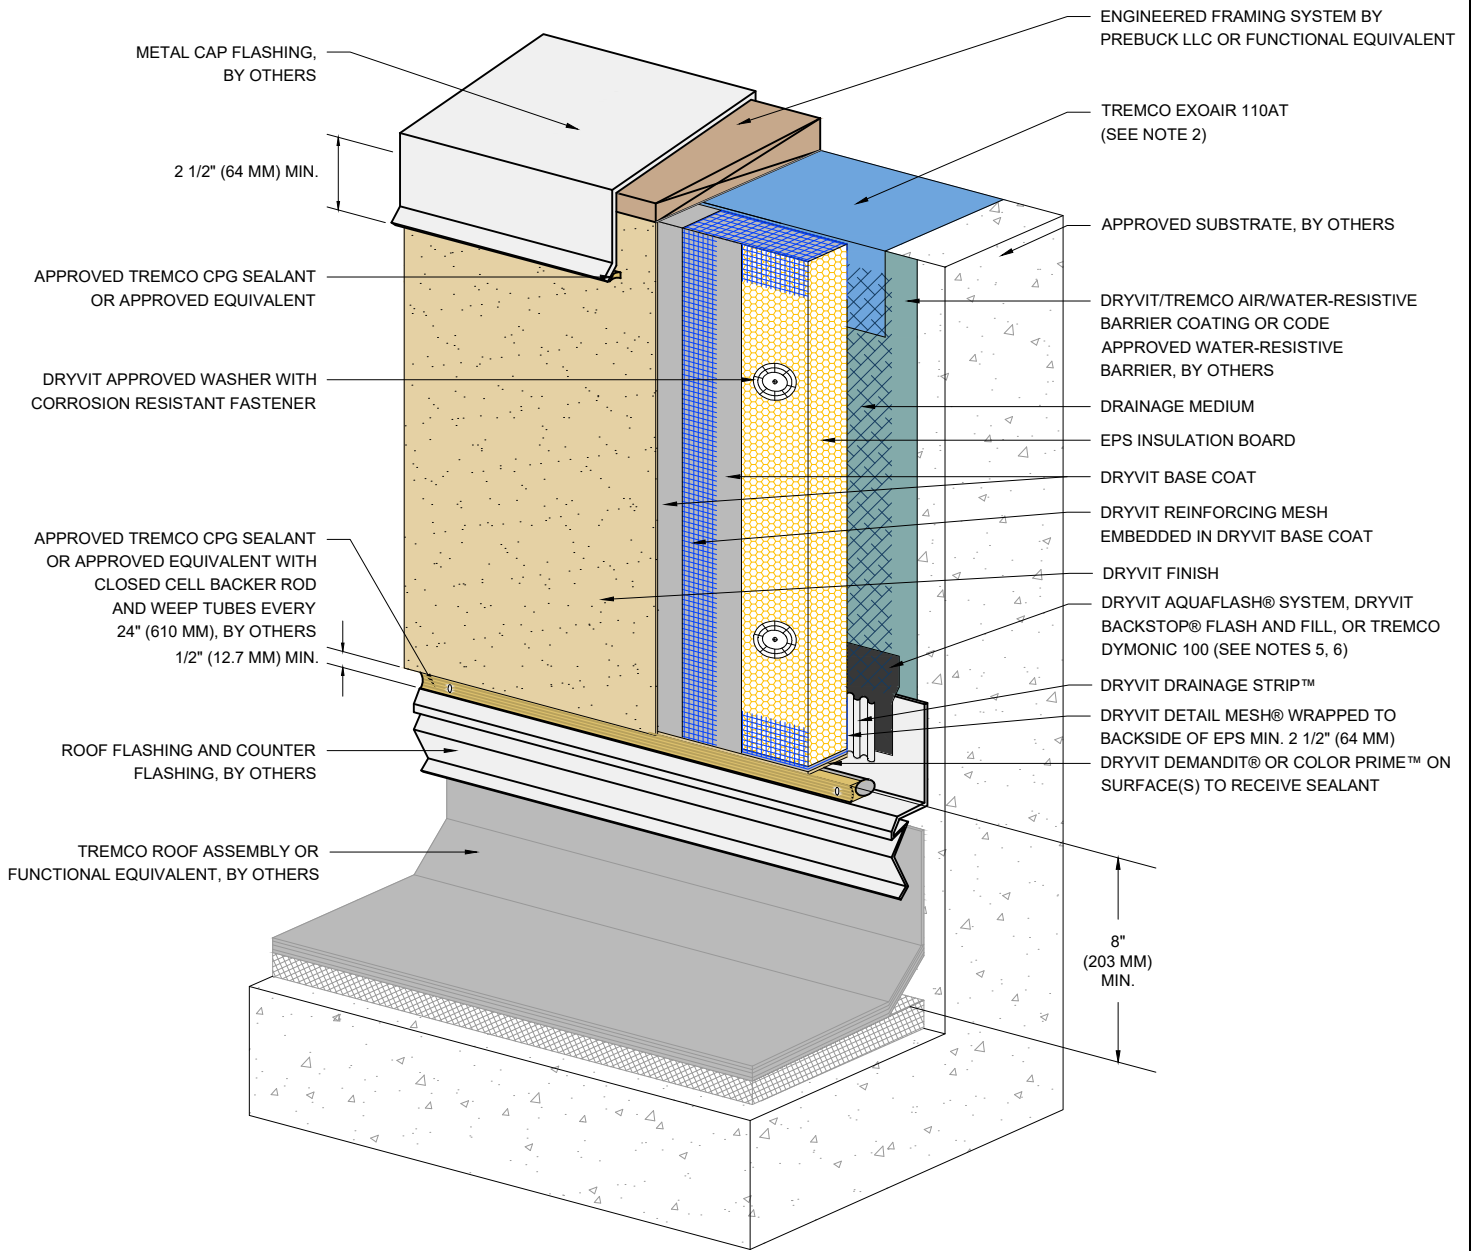 METAL CAP FLASHING,
BY OTHERS
2 1/2" (64 MM) MIN.
APPROVED TREMCO CPG SEALANT
OR APPROVED EQUIVALENT
DRYVIT APPROVED WASHER WITH
CORROSION RESISTANT FASTENER
APPROVED TREMCO CPG SEALANT
OR APPROVED EQUIVALENT WITH
CLOSED CELL BACKER ROD
AND WEEP TUBES EVERY
24" (610 MM), BY OTHERS
1/2" (12.7 MM) MIN.
ROOF FLASHING AND COUNTER
FLASHING, BY OTHERS
TREMCO ROOF ASSEMBLY OR
FUNCTIONAL EQUIVALENT, BY OTHERS
ENGINEERED FRAMING SYSTEM BY
PREBUCK LLC OR FUNCTIONAL EQUIVALENT
TREMCO EXOAIR 110AT
(SEE NOTE 2)
APPROVED SUBSTRATE, BY OTHERS
DRYVIT/TREMCO AIR/WATER-RESISTIVE
BARRIER COATING OR CODE
APPROVED WATER-RESISTIVE
BARRIER, BY OTHERS
DRAINAGE MEDIUM
EPS INSULATION BOARD
DRYVIT BASE COAT
DRYVIT REINFORCING MESH
EMBEDDED IN DRYVIT BASE COAT
DRYVIT FINISH
DRYVIT AQUAFLASH® SYSTEM, DRYVIT
BACKSTOP® FLASH AND FILL, OR TREMCO
DYMONIC 100 (SEE NOTES 5, 6)
DRYVIT DRAINAGE STRIP™
DRYVIT DETAIL MESH® WRAPPED TO
BACKSIDE OF EPS MIN. 2 1/2" (64 MM)
DRYVIT DEMANDIT® OR COLOR PRIME™ ON
SURFACE(S) TO RECEIVE SEALANT
8"
(203 MM)
MIN.